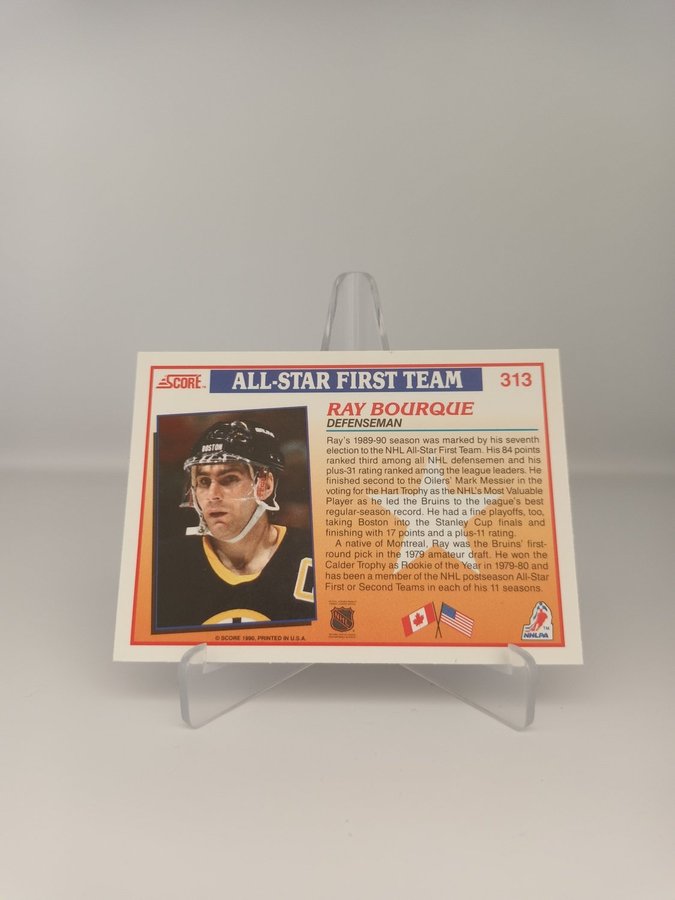 SCORE™
ALL-STAR FIRST TEAM
313
RAY BOURQUE
DEFENSEMAN
Ray's 1989-90 season was marked by his seventh
election to the NHL All-Star First Team. His 84 points
ranked third among all NHL defensemen and his
plus-31 rating ranked among the league leaders. He
finished second to the Oilers' Mark Messier in the
voting for the Hart Trophy as the NHL's Most Valuable
Player as he led the Bruins to the league's best
regular-season record. He had a fine playoffs, too,
taking Boston into the Stanley Cup finals and
finishing with 17 points and a plus-11 rating.
A native of Montreal, Ray was the Bruins' first-
round pick in the 1979 amateur draft. He won the
Calder Trophy as Rookie of the Year in 1979-80 and
has been a member of the NHL postseason All-Star
First or Second Teams in each of his 11 seasons.
BOSTON
C
© SCORE 1990, PRINTED IN U.S.A.
NHL
NHLPA
TM